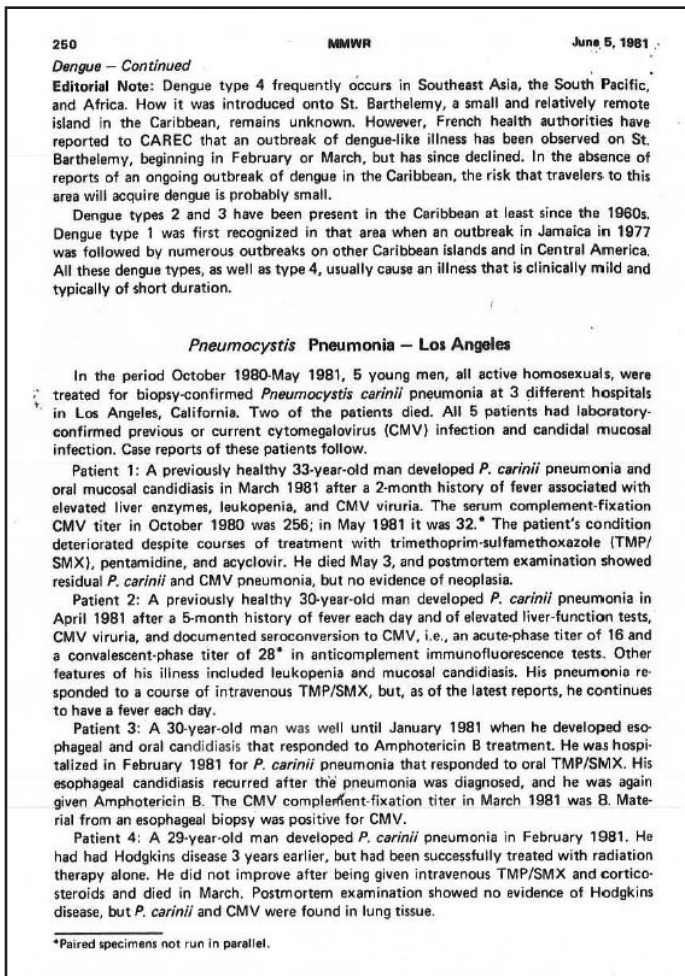 250 MMWR June 5, 1981
Dengue — Continued
Editorial Note: Dengue type 4 frequently occurs in Southeast Asia, the South Pacific,
and Africa. How it was introduced onto St. Barthelemy, a small and relatively remote
island in the Caribbean, remains unknown. However, French health authorities have
reported to CAREC that an outbreak of dengue-like illness has been observed on St.
Barthelemy, beginning in February or March, but has since declined. In the absence of
reports of an ongoing outbreak of dengue in the Caribbean, the risk that travelers to this
area will acquire dengue is probably small.
Dengue types 2 and 3 have been present in the Caribbean at least since the 1960s.
Dengue type 1 was first recognized in that area when an outbreak in Jamaica in 1977
was followed by numerous outbreaks on other Caribbean islands and in Central America.
All these dengue types, as well as type 4, usually cause an illness that is clinically mild and
typically of short duration.
Pneumocystis Pneumonia — Los Angeles
In the period October 1980-May 1981, 5 young men, all active homosexuals, were
treated for biopsy-confirmed Pneumocystis carinii pneumonia at 3 different hospitals
in Los Angeles, California. Two of the patients died. All 5 patients had laboratory-
confirmed previous or current cytomegalovirus (CMV) infection and candidal mucosal
infection. Case reports of these patients follow.
Patient 1: A previously healthy 33-year-old man developed P. carinii pneumonia and
oral mucosal candidiasis in March 1981 after a 2-month history of fever associated with
elevated liver enzymes, leukopenia, and CMV viruria. The serum complement-fixation
CMV titer in October 1980 was 256; in May 1981 it was 32.* The patient's condition
deteriorated despite courses of treatment with trimethoprim-sulfamethoxazole (TMP/
SMX), pentamidine, and acyclovir. He died May 3, and postmortem examination showed
residual P. carinii and CMV pneumonia, but no evidence of neoplasia.
Patient 2: A previously healthy 30-year-old man developed P. carinii pneumonia in
April 1981 after a 5-month history of fever each day and of elevated liver-function tests,
CMV viruria, and documented seroconversion to CMV, i.e., an acute-phase titer of 16 and
a convalescent-phase titer of 28* in anticomplement immunofluorescence tests. Other
features of his illness included leukopenia and mucosal candidiasis. His pneumonia re-
sponded to a course of intravenous TMP/SMX, but, as of the latest reports, he continues
to have a fever each day.
Patient 3: A 30-year-old man was well until January 1981 when he developed eso-
phageal and oral candidiasis that responded to Amphotericin B treatment. He was hospi-
talized in February 1981 for P. carinii pneumonia that responded to oral TMP/SMX. His
esophageal candidiasis recurred after the pneumonia was diagnosed, and he was again
given Amphotericin B. The CMV complement-fixation titer in March 1981 was 8. Mate-
rial from an esophageal biopsy was positive for CMV.
Patient 4: A 29-year-old man developed P. carinii pneumonia in February 1981. He
had had Hodgkins disease 3 years earlier, but had been successfully treated with radiation
therapy alone. He did not improve after being given intravenous TMP/SMX and cortico-
steroids and died in March. Postmortem examination showed no evidence of Hodgkins
disease, but P. carinii and CMV were found in lung tissue.
*Paired specimens not run in parallel.